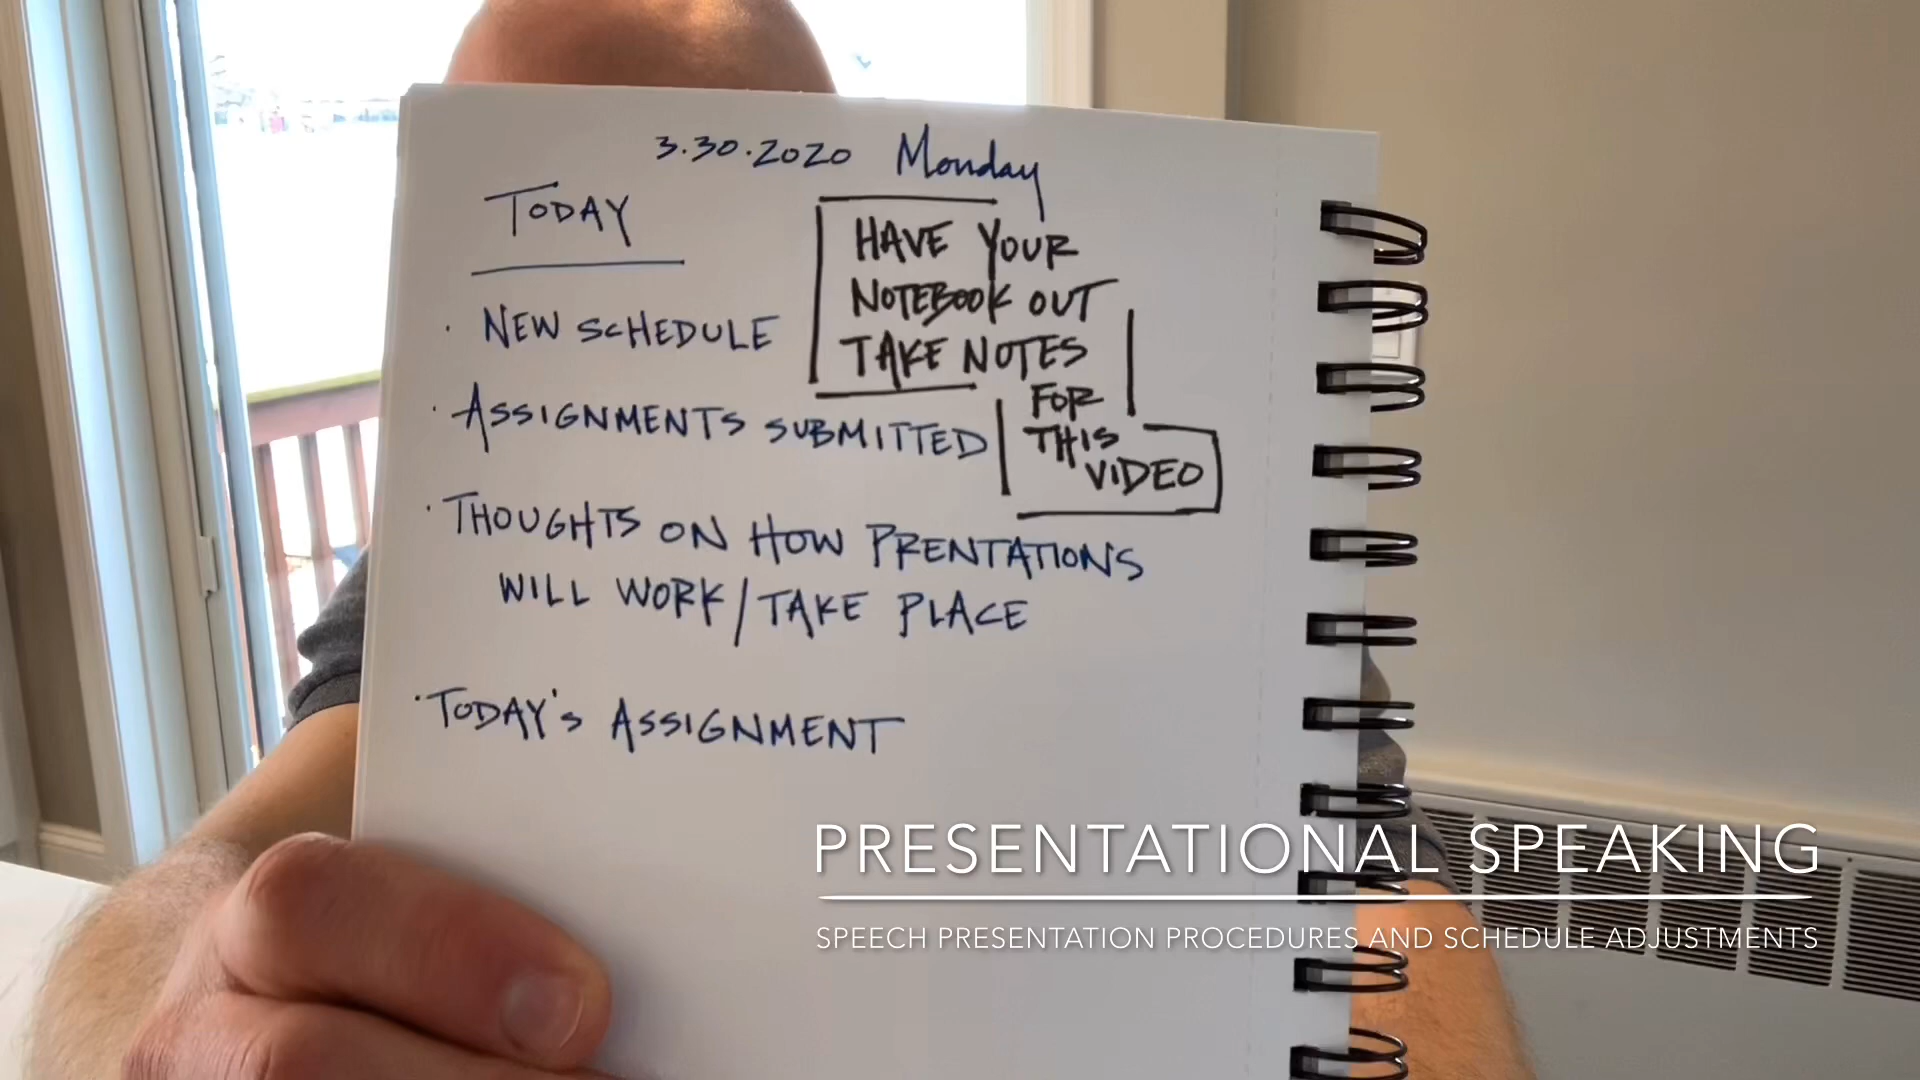 3.30.2020 Monday
TODAY
HAVE YOUR
NOTEBOOK OUT
TAKE NOTES
FOR
THIS
VIDEO
· NEW SCHEDULE
· ASSIGNMENTS SUBMITTED
· THOUGHTS ON HOW PRENTATIONS
WILL WORK/TAKE PLACE
· TODAY'S ASSIGNMENT
PRESENTATIONAL SPEAKING
SPEECH PRESENTATION PROCEDURES AND SCHEDULE ADJUSTMENTS